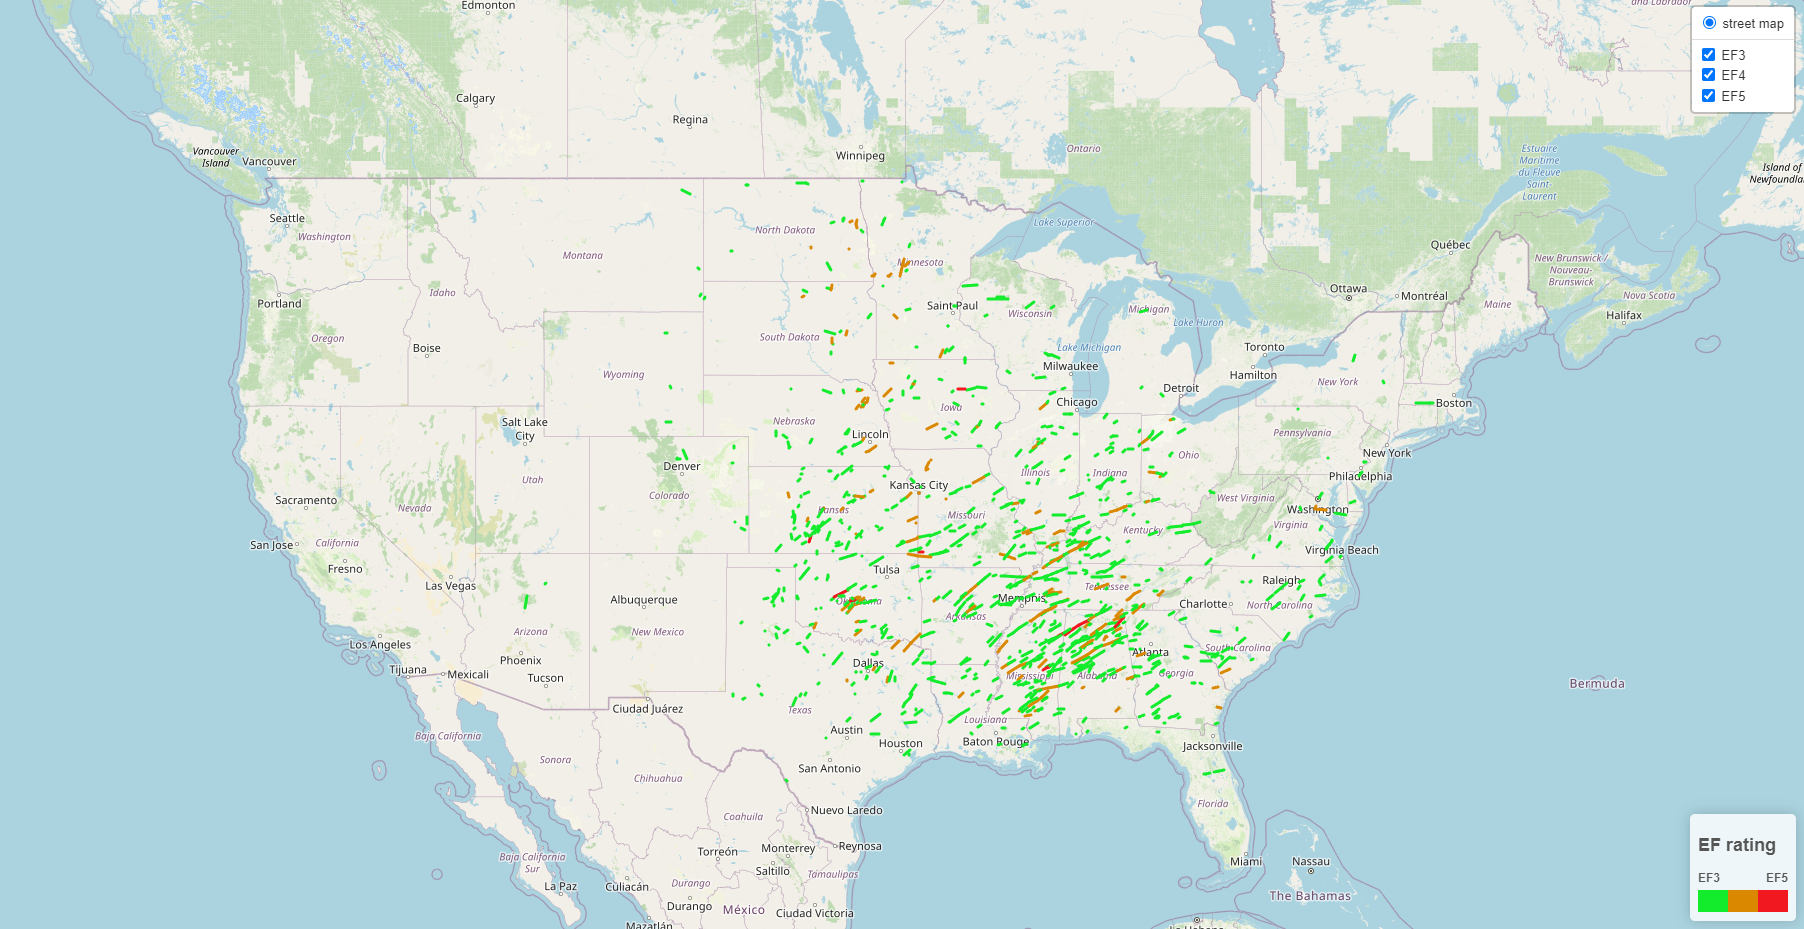 Edmonton
and Labrador
street map
EF3
EF4
EF5
Calgary
Regina
Winnipeg
Ontario
Vancouver
Island
Vancouver
Estuaire
Maritime
du Fleuve
Saint-
Laurent
Island of
Newfoundla
Seattle
Washington
North Dakota
Lake Superior
Québec
Montana
Minnesota
New Brunswick /
Nouveau-
Brunswick
Ottawa
Montréal
Nova Scotia
Portland
Idaho
Saint Paul
Wisconsin
Michigan
Maine
Halifax
Oregon
South Dakota
Lake Huron
Boise
Lake Michigan
Toronto
Milwaukee
Hamilton
Wyoming
Detroit
New York
Chicago
Boston
Iowa
Salt Lake
City
Nebraska
Lincoln
Pennsylvania
New York
Denver
Ohio
Utah
Illinois
Indiana
Philadelphia
Kansas City
Sacramento
Nevada
Colorado
West Virginia
Kansas
Missouri
Washington
Kentucky
Virginia
San Jose
California
Virginia Beach
Fresno
Tulsa
Las Vegas
Tennessee
Raleigh
Albuquerque
Oklahoma
Memphis
Charlotte
North Carolina
Arkansas
Arizona
New Mexico
Los Angeles
South Carolina
Atlanta
Phoenix
Dallas
Tijuana
Mexicali
Tucson
Mississippi
Alabama
Georgia
Bermuda
Ciudad Juárez
Texas
Louisiana
Baja California
Austin
Houston
Baton Rouge
Jacksonville
Sonora
San Antonio
Chihuahua
Florida
Coahuila
Nuevo Laredo
Baja California
Sur
Torreón
Monterrey
Reynosa
Saltillo
Tamaulipas
Miami
Nassau
La Paz
Culiacán
Durango
The Bahamas
Durango
México
Ciudad Victoria
Mazatlán
La Habana
EF rating
EF3
EF5